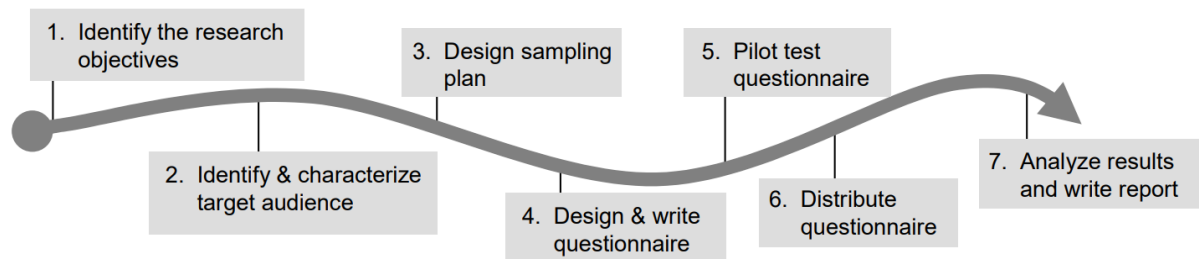 1. Identify the research
objectives
2. Identify & characterize
target audience
3. Design sampling
plan
4. Design & write
questionnaire
5. Pilot test
questionnaire
6. Distribute
questionnaire
7. Analyze results
and write report